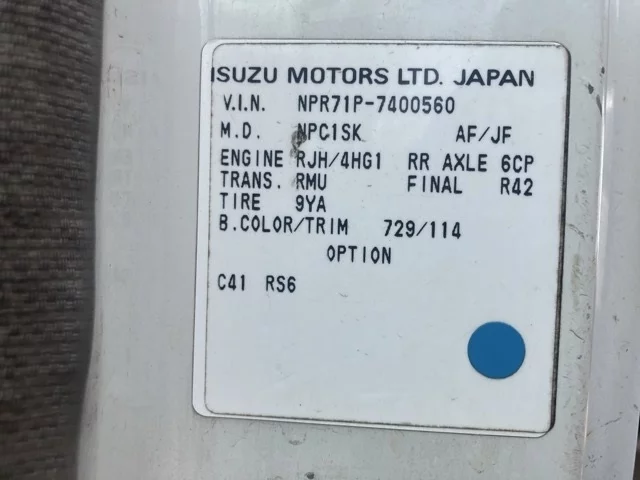 ISUZU MOTORS LTD. JAPAN
V.I.N. NPR71P-7400560
M.D. NPC1SK AF/JF
ENGINE RJH/4HG1 RR AXLE 6CP
TRANS. RMU FINAL R42
TIRE 9YA
B.COLOR/TRIM 729/114
OPTION
C41 RS6